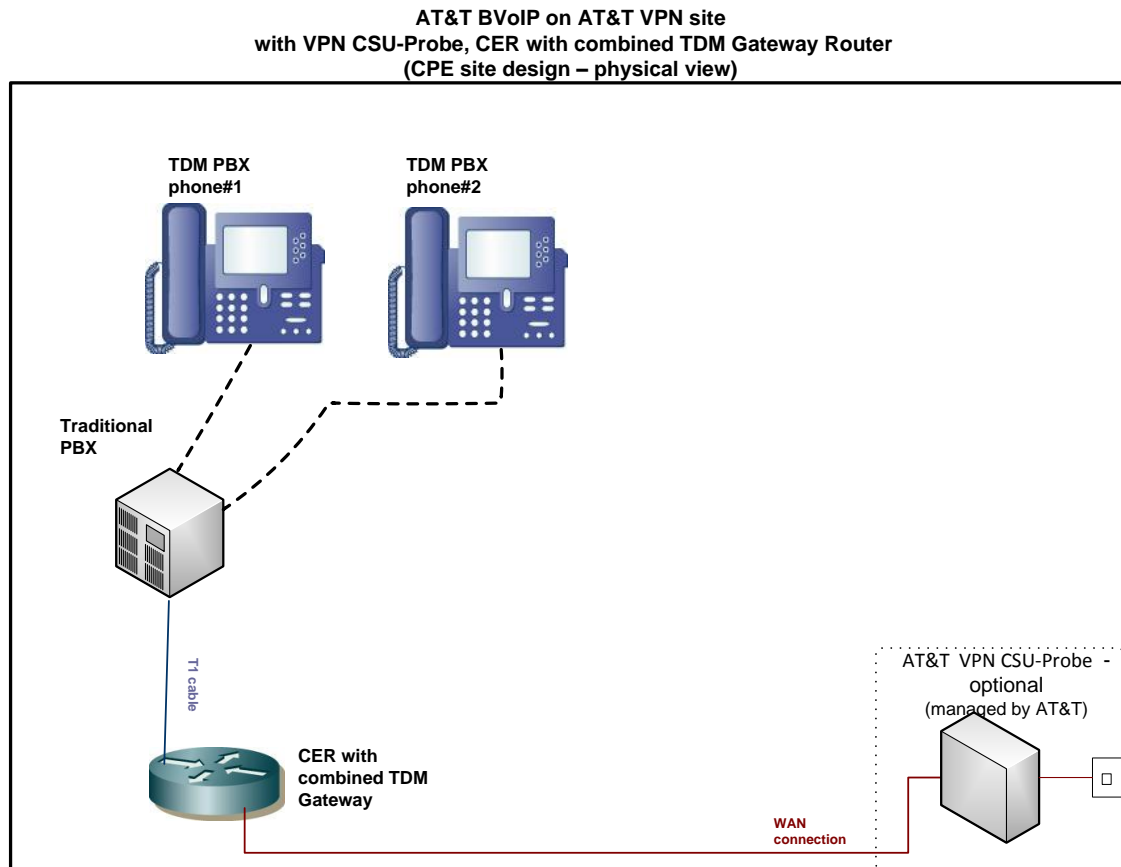 AT&T BVoIP on AT&T VPN site
with VPN CSU-Probe, CER with combined TDM Gateway Router
(CPE site design – physical view)
TDM PBX
phone#1
TDM PBX
phone#2
Traditional
PBX
T1 cable
AT&T VPN CSU-Probe -
optional
(managed by AT&T)
CER with
combined TDM
Gateway
WAN
connection